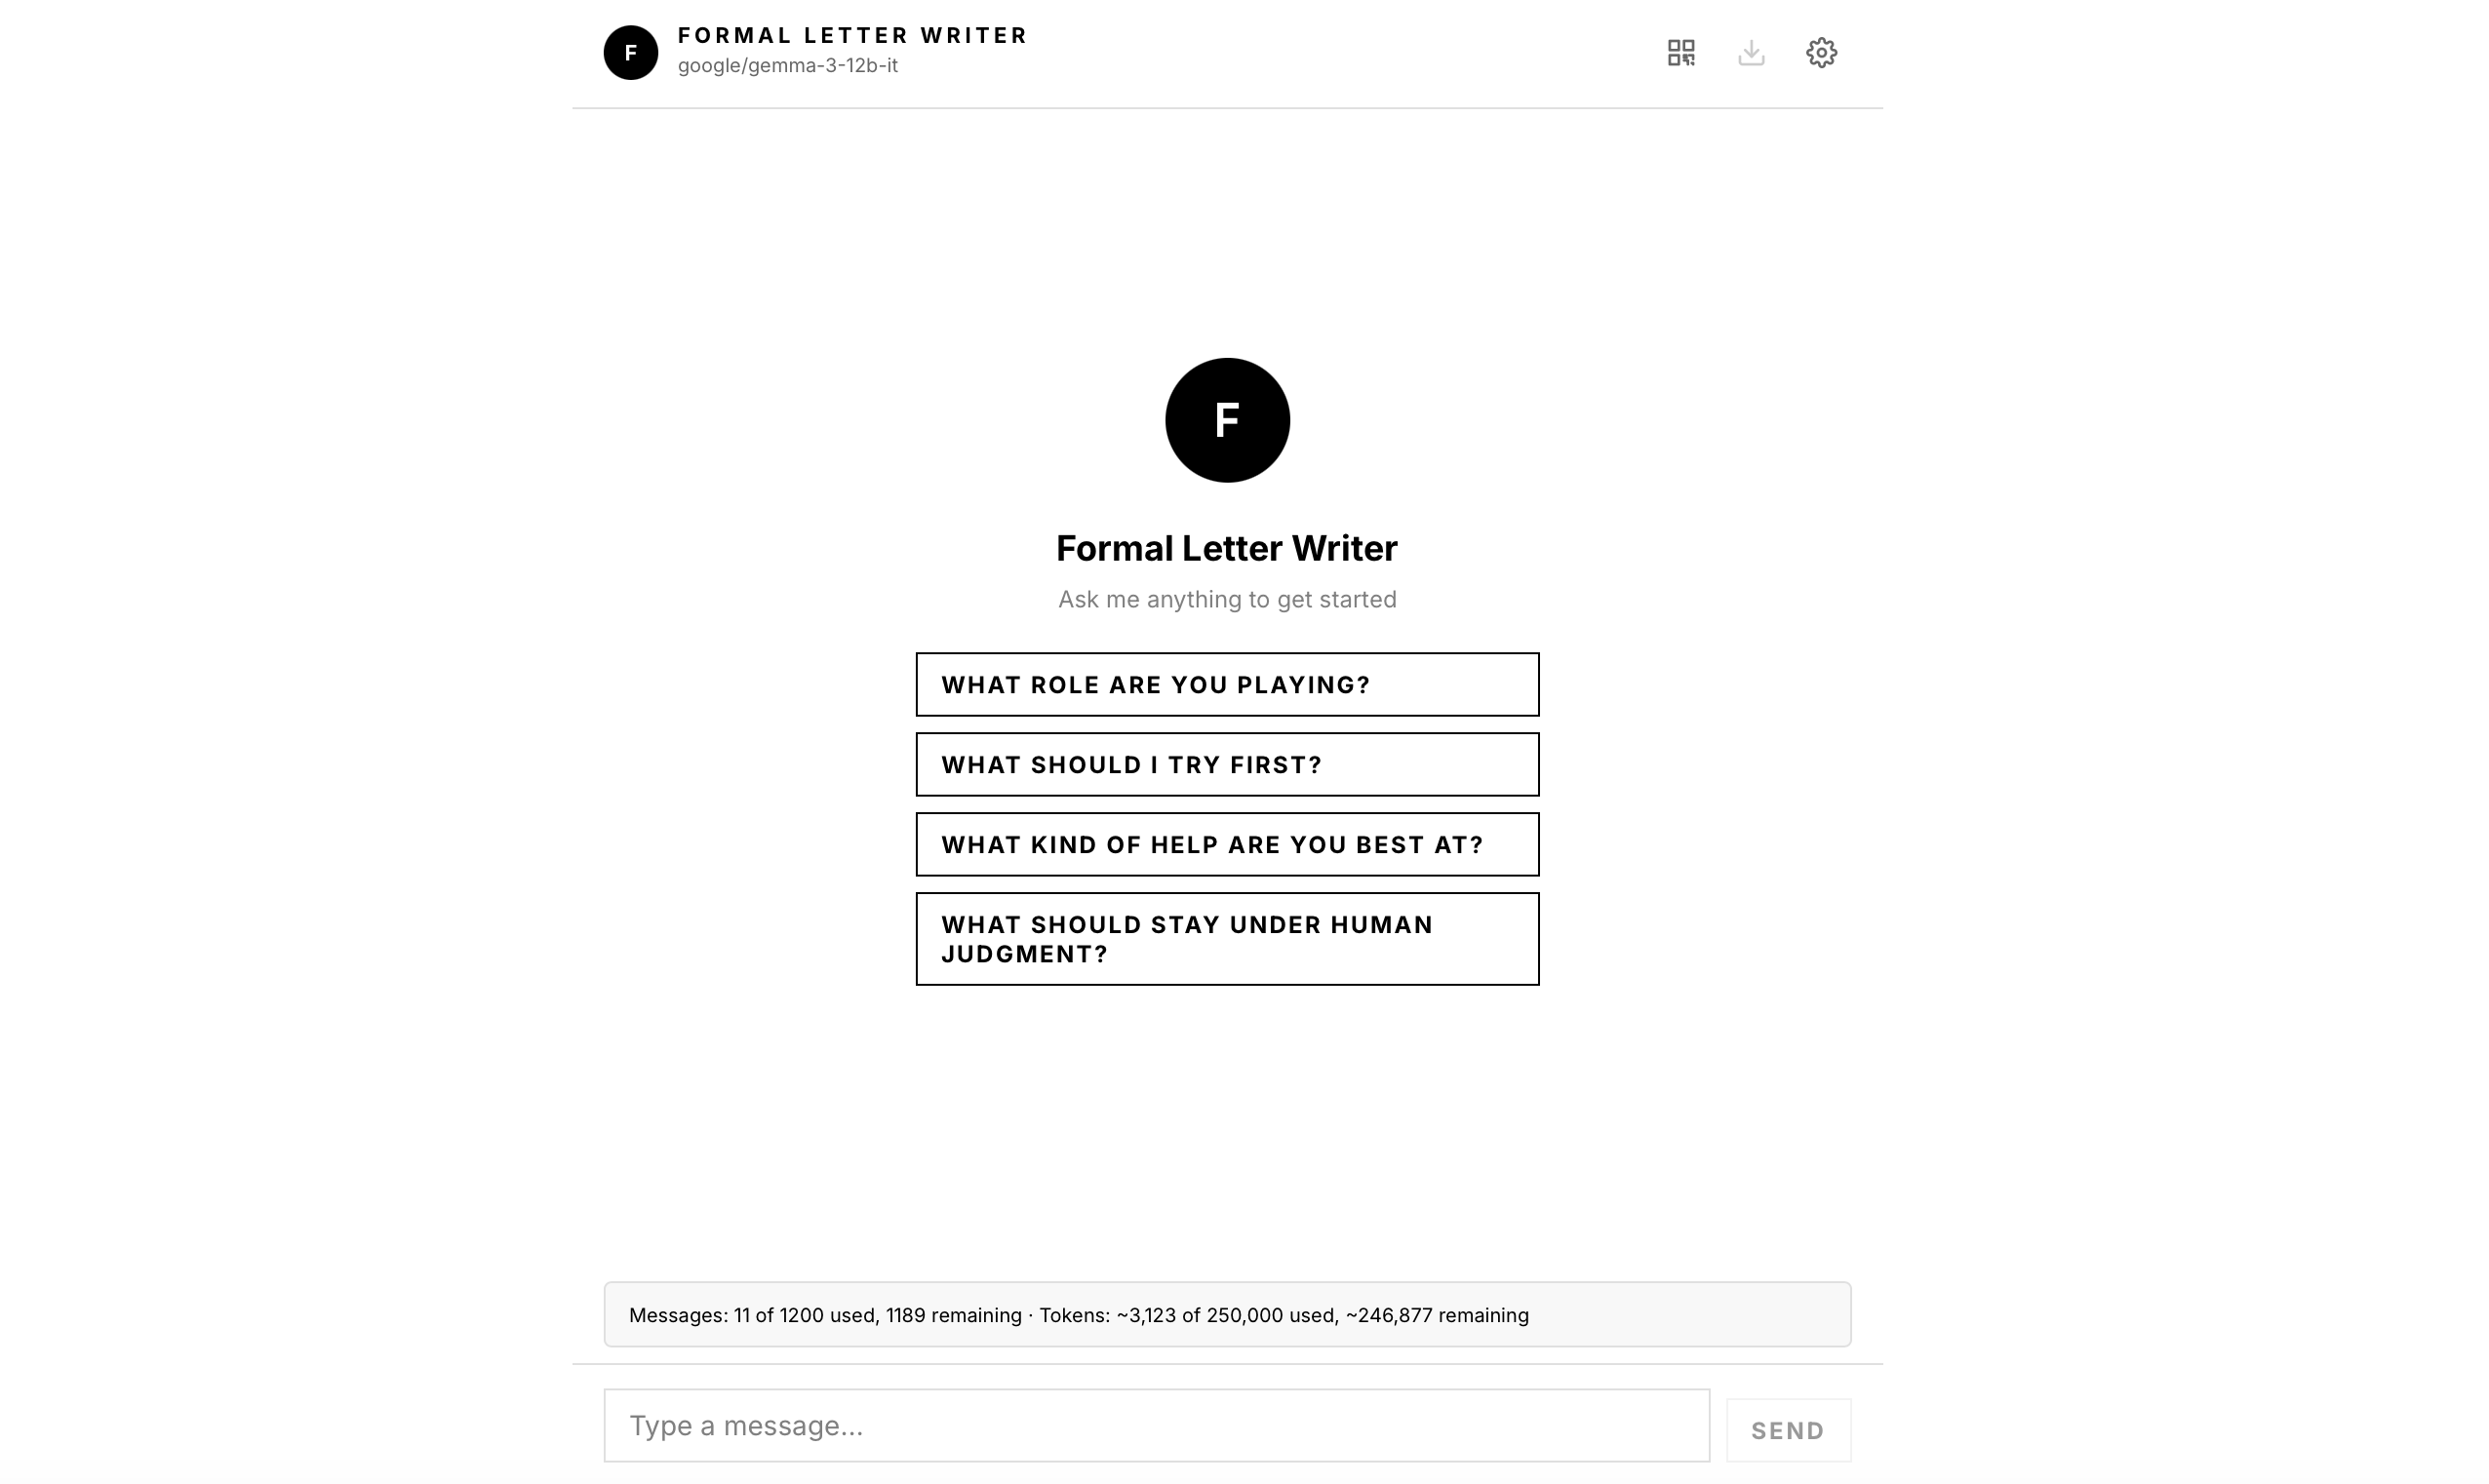 F
FORMAL LETTER WRITER
google/gemma-3-12b-it
F
Formal Letter Writer
Ask me anything to get started
WHAT ROLE ARE YOU PLAYING?
WHAT SHOULD I TRY FIRST?
WHAT KIND OF HELP ARE YOU BEST AT?
WHAT SHOULD STAY UNDER HUMAN
JUDGMENT?
Messages: 11 of 1200 used, 1189 remaining · Tokens: ~3,123 of 250,000 used, ~246,877 remaining
Type a message...
SEND